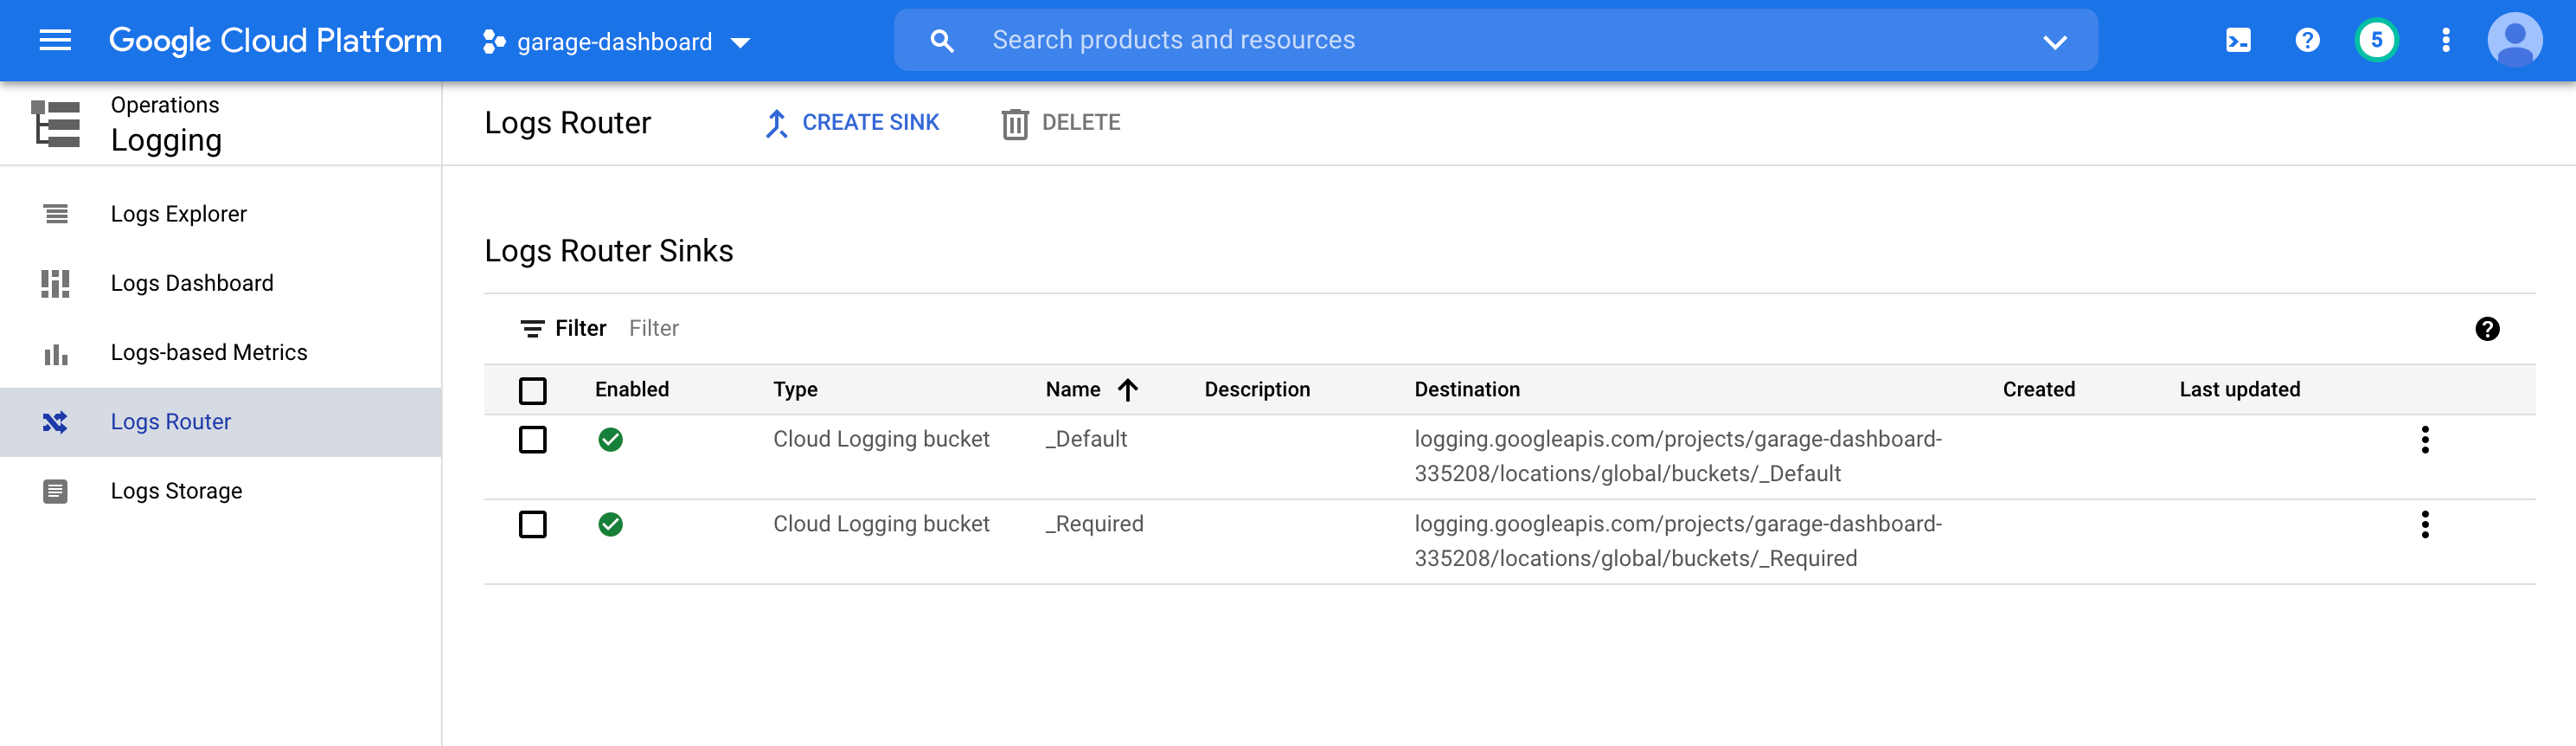 Google Cloud Platform
garage-dashboard
Search products and resources
5
Operations
Logging
Logs Router
CREATE SINK
DELETE
Logs Explorer
Logs Dashboard
Logs-based Metrics
Logs Router
Logs Storage
Logs Router Sinks
Filter Filter
Enabled Type Name Description Destination Created Last updated
Cloud Logging bucket _Default logging.googleapis.com/projects/garage-dashboard-
335208/locations/global/buckets/_Default
Cloud Logging bucket _Required logging.googleapis.com/projects/garage-dashboard-
335208/locations/global/buckets/_Required